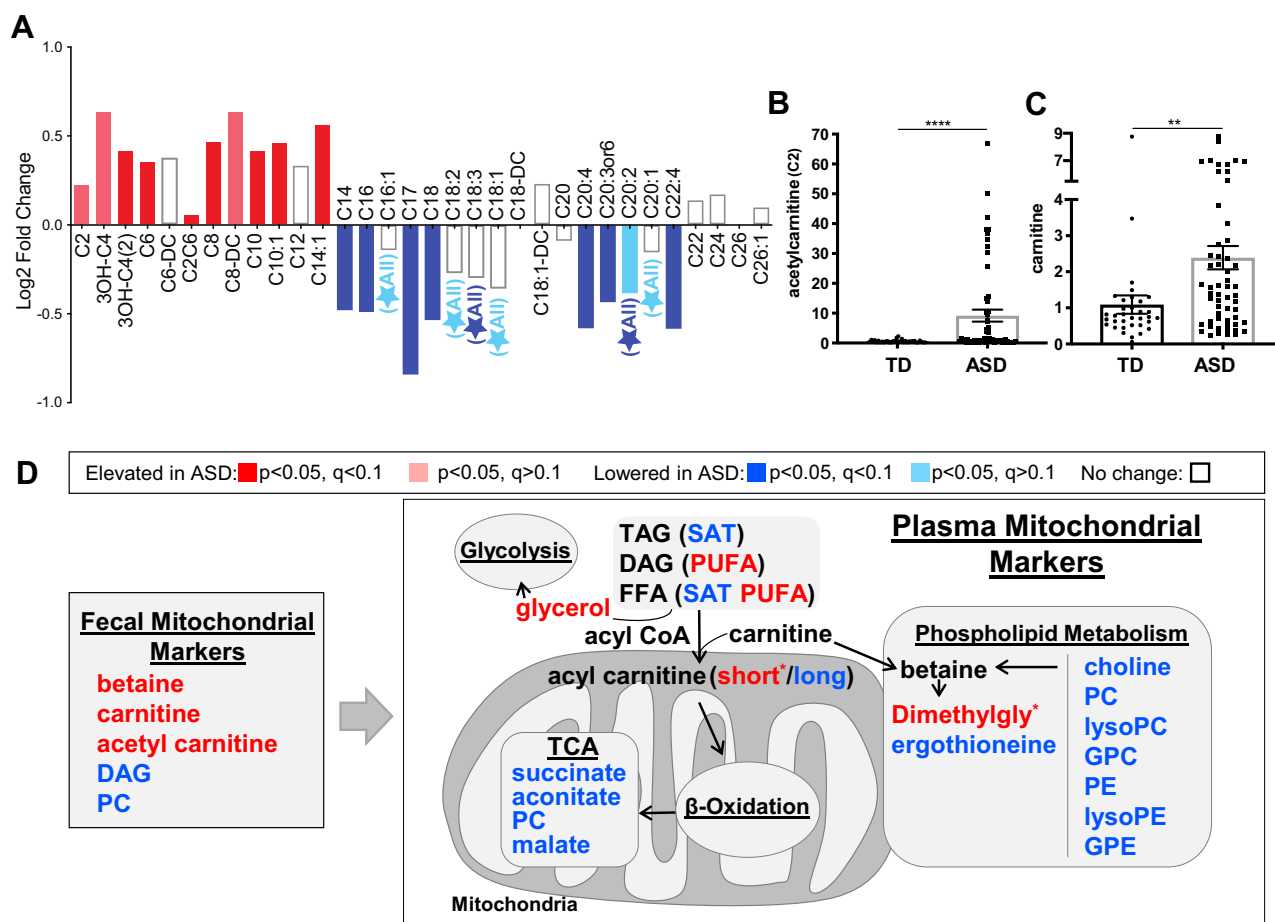 A
1.0
0.5
0.0
-0.5
-1.0
Log2 Fold Change
C2
3OH-C4
3OH-C4(2)
C6
C6-DC
C2C6
C8
C8-DC
C10
C10:1
C12
C14:1
C14
C16
C16:1
C17
C18
C18:2
C18:3
C18:1
C18-DC
C18:1-DC
C20
C20:4
C20:3or6
C20:2
C20:1
C22:4
C22
C24
C26
C26:1
(★All)
(★All)
(★All)
(★All)
(★All)
(★All)
B
****
acetylcarnitine (C2)
70
60
50
40
30
20
10
0
TD
ASD
C
**
carnitine
9
7
5
4
3
2
1
0
TD
ASD
D
Elevated in ASD: p<0.05, q<0.1 p<0.05, q>0.1 Lowered in ASD: p<0.05, q<0.1 p<0.05, q>0.1 No change:
Fecal Mitochondrial
Markers
betaine
carnitine
acetyl carnitine
DAG
PC
Plasma Mitochondrial
Markers
Glycolysis
TAG (SAT)
DAG (PUFA)
FFA (SAT PUFA)
glycerol
acyl CoA
carnitine
acyl carnitine (short*/long)
TCA
succinate
aconitate
PC
malate
β-Oxidation
Mitochondria
Phospholipid Metabolism
betaine
Dimethylgly*
ergothioneine
choline
PC
lysoPC
GPC
PE
lysoPE
GPE